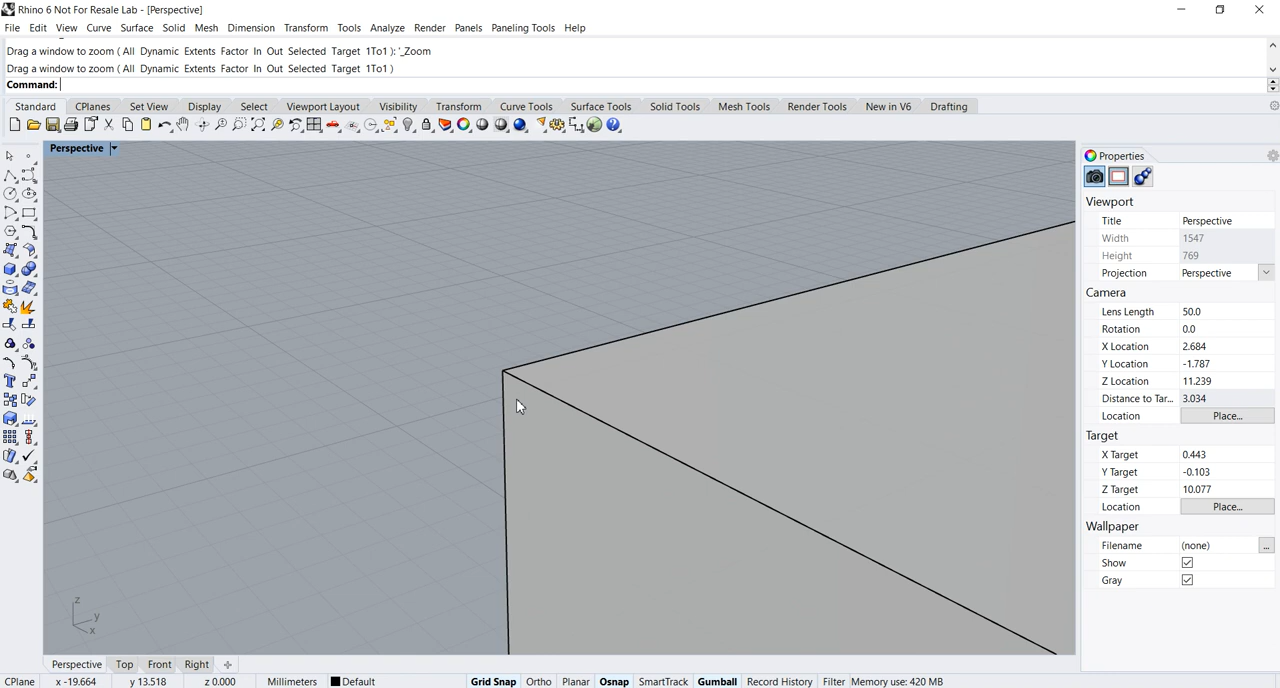 Rhino 6 Not For Resale Lab - [Perspective]
File Edit View Curve Surface Solid Mesh Dimension Transform Tools Analyze Render Panels Paneling Tools Help
Drag a window to zoom ( All Dynamic Extents Factor In Out Selected Target 1To1 ): '_Zoom
Drag a window to zoom ( All Dynamic Extents Factor In Out Selected Target 1To1 )
Command:
Standard CPlanes Set View Display Select Viewport Layout Visibility Transform Curve Tools Surface Tools Solid Tools Mesh Tools Render Tools New in V6 Drafting
Perspective
Properties
Viewport
Title Perspective
Width 1547
Height 769
Projection Perspective
Camera
Lens Length 50.0
Rotation 0.0
X Location 2.684
Y Location -1.787
Z Location 11.239
Distance to Tar... 3.034
Location Place...
Target
X Target 0.443
Y Target -0.103
Z Target 10.077
Location Place...
Wallpaper
Filename (none) ...
Show
Gray
z
y
x
Perspective Top Front Right
CPlane x -19.664 y 13.518 z 0.000 Millimeters Default Grid Snap Ortho Planar Osnap SmartTrack Gumball Record History Filter Memory use: 420 MB